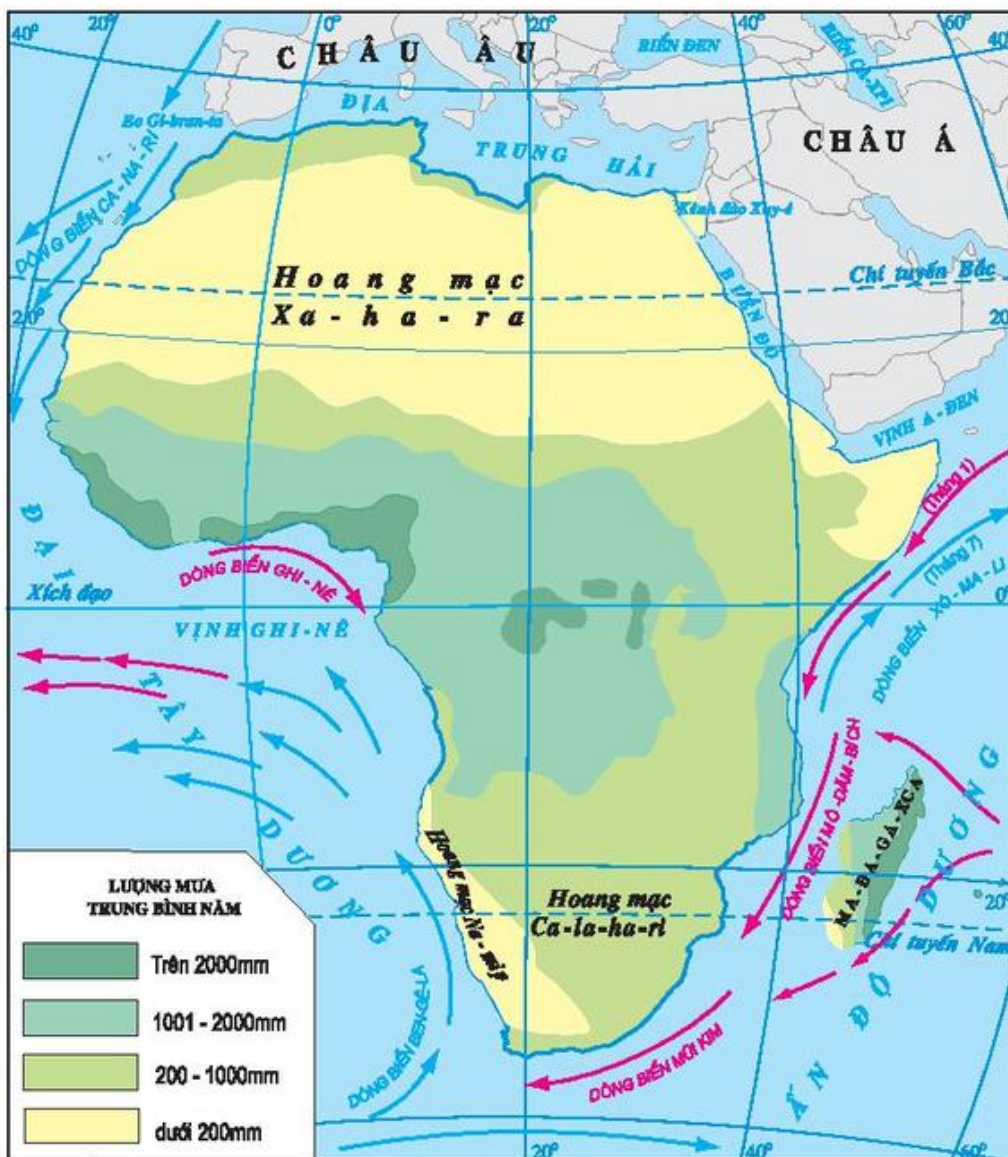 40° 20° 0° 20° 40° 60°
40° 40°
CHÂU ÂU
BIỂN ĐEN
BIỂN CA-XPI
ĐỊA
TRUNG HẢI
Eo Gi-bran-ta
CHÂU Á
DÒNG BIỂN CA - NA - RI
Kênh đào Xuy-ê
Hoang mạc
Xa-ha-ra
Chí tuyến Bắc
BIỂN ĐỎ
20° 20°
VỊNH A-ĐEN
(Tháng 1)
(Tháng 7)
DÒNG BIỂN XÔ-MA-LI
DÒNG BIỂN GHI-NÊ
Xích đạo
0°
VỊNH GHI-NÊ
ĐẠI
TÂY
DƯƠNG
DÒNG BIỂN MÔ-DĂM-BÍCH
MA-ĐA-GA-XCA
Hoang mạc Na-míp
Hoang mạc
Ca-la-ha-ri
20°
Chí tuyến Nam
DÒNG BIỂN BEN-GÊ-LA
DÒNG BIỂN MŨI KIM
ẤN ĐỘ DƯƠNG
LƯỢNG MƯA
TRUNG BÌNH NĂM
Trên 2000mm
1001 - 2000mm
200 - 1000mm
dưới 200mm
20° 40° 60°